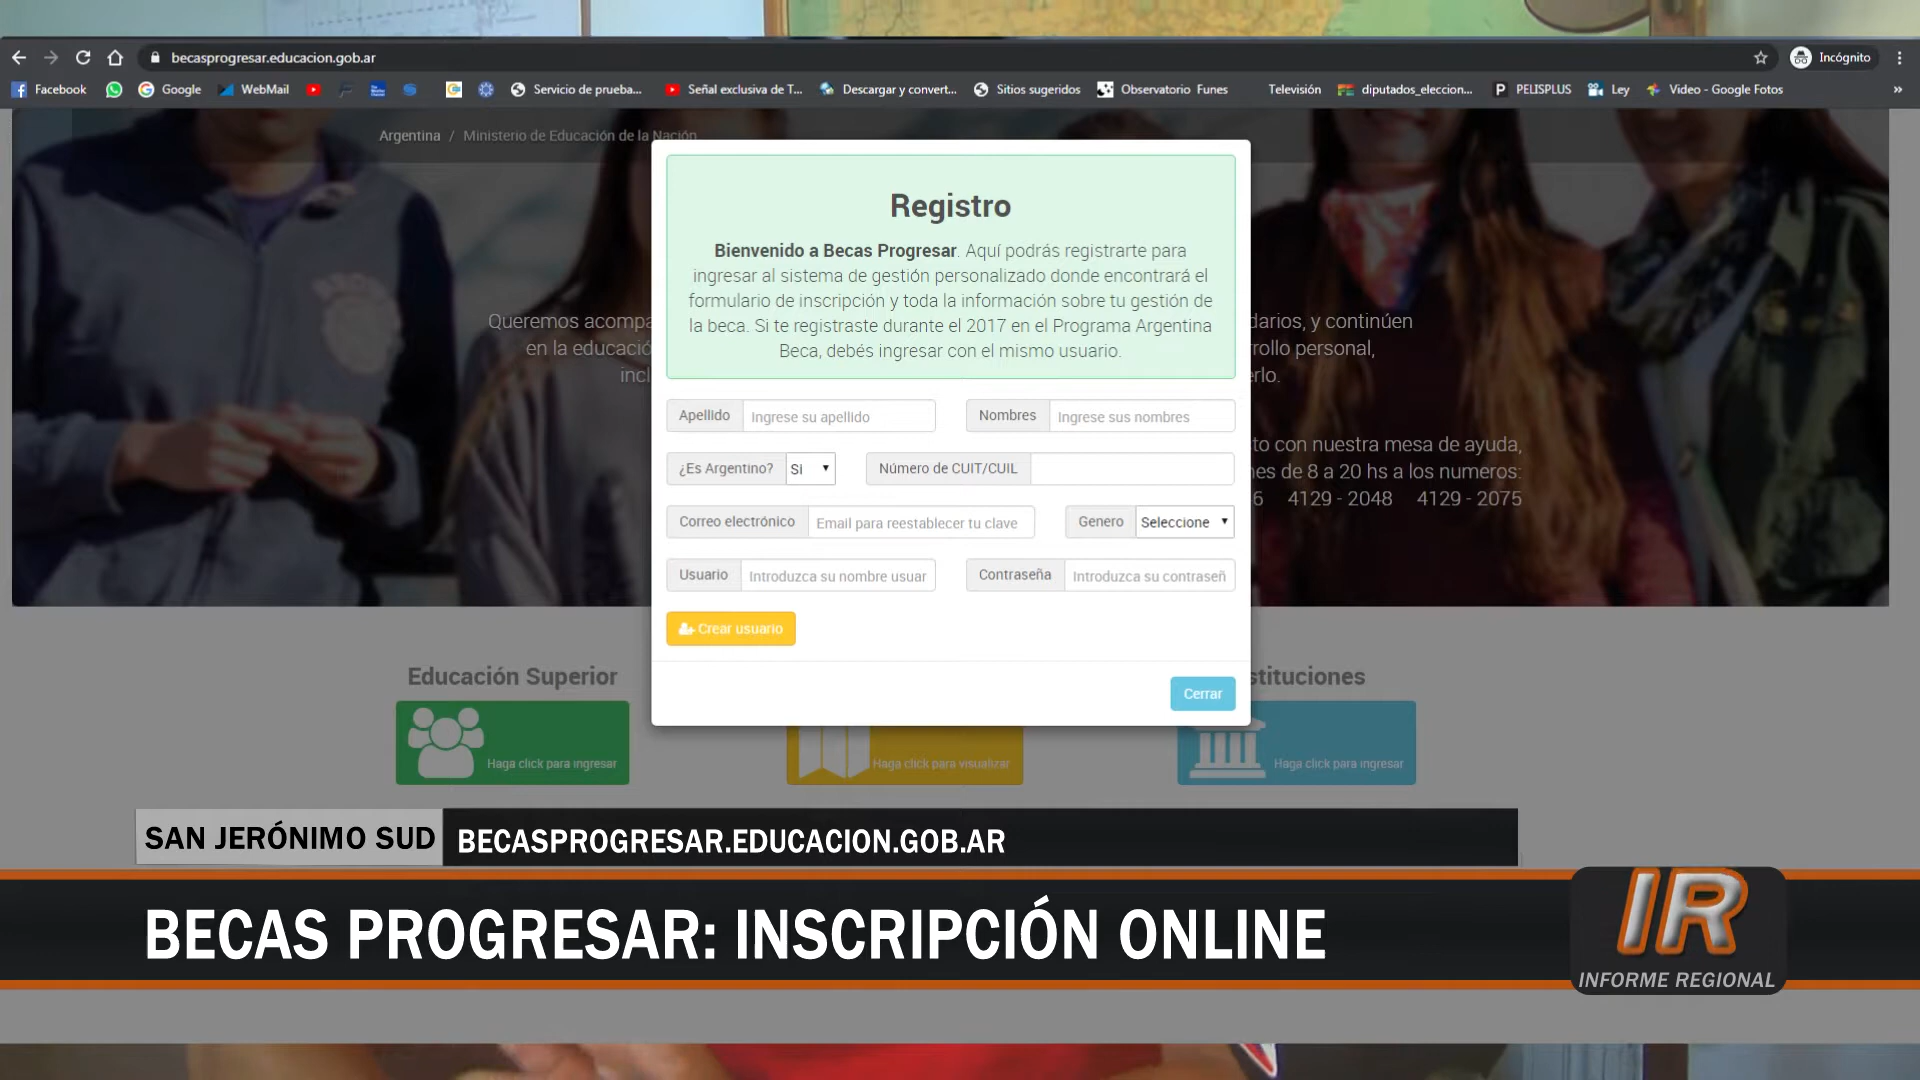 becasprogresar.educacion.gob.ar
Incógnito
Facebook Google WebMail Servicio de prueba... Señal exclusiva de T... Descargar y convert... Sitios sugeridos Observatorio Funes Televisión diputados_eleccion... PELISPLUS Ley Video - Google Fotos »
Argentina / Ministerio de Educación de la Nación
Registro
Bienvenido a Becas Progresar. Aquí podrás registrarte para
ingresar al sistema de gestión personalizado donde encontrará el
formulario de inscripción y toda la información sobre tu gestión de
la beca. Si te registraste durante el 2017 en el Programa Argentina
Beca, debés ingresar con el mismo usuario.
Queremos acompa
en la educació
incl
darios, y continúen
rrollo personal,
erlo.
Apellido Ingrese su apellido Nombres Ingrese sus nombres
¿Es Argentino? Si Número de CUIT/CUIL
Correo electrónico Email para reestablecer tu clave Genero Seleccione
Usuario Introduzca su nombre usuar Contraseña Introduzca su contraseñ
Crear usuario
Cerrar
to con nuestra mesa de ayuda,
nes de 8 a 20 hs a los numeros:
6 4129 - 2048 4129 - 2075
Educación Superior
stituciones
Haga click para ingresar
Haga click para visualizar
Haga click para ingresar
SAN JERÓNIMO SUD
BECASPROGRESAR.EDUCACION.GOB.AR
BECAS PROGRESAR: INSCRIPCIÓN ONLINE
IR
INFORME REGIONAL